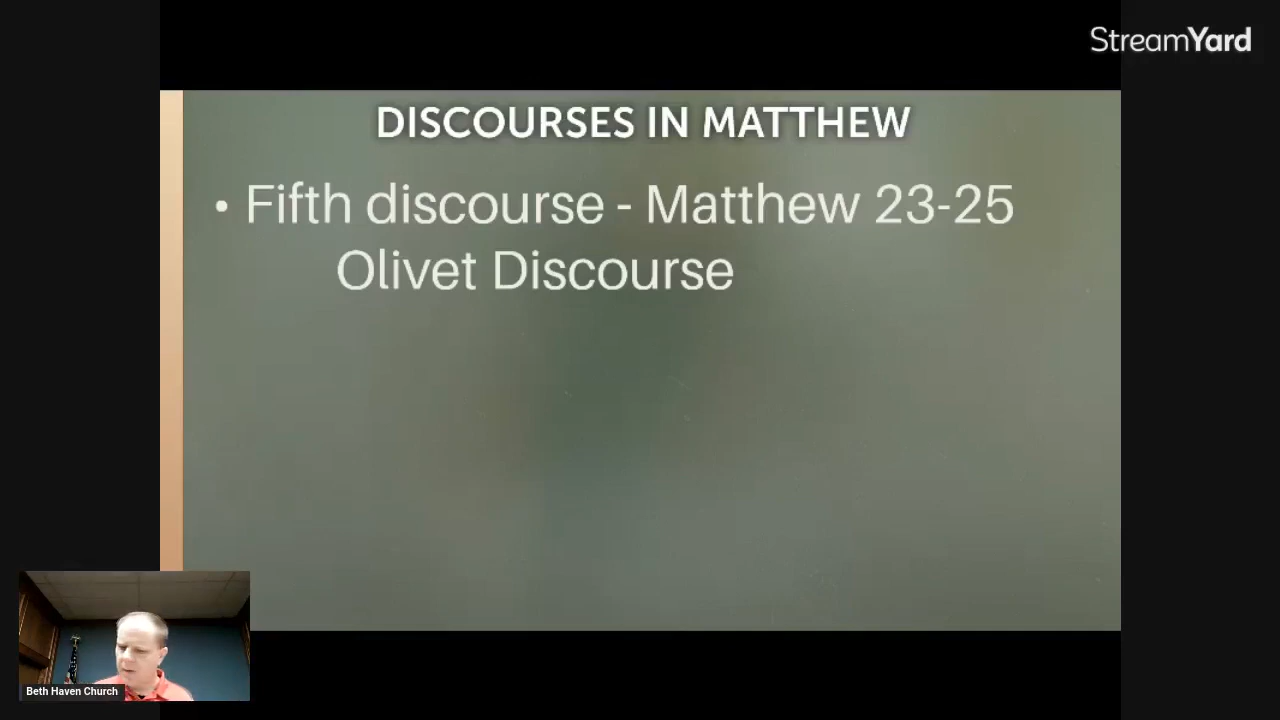 StreamYard
DISCOURSES IN MATTHEW
• Fifth discourse - Matthew 23-25
Olivet Discourse
Beth Haven Church